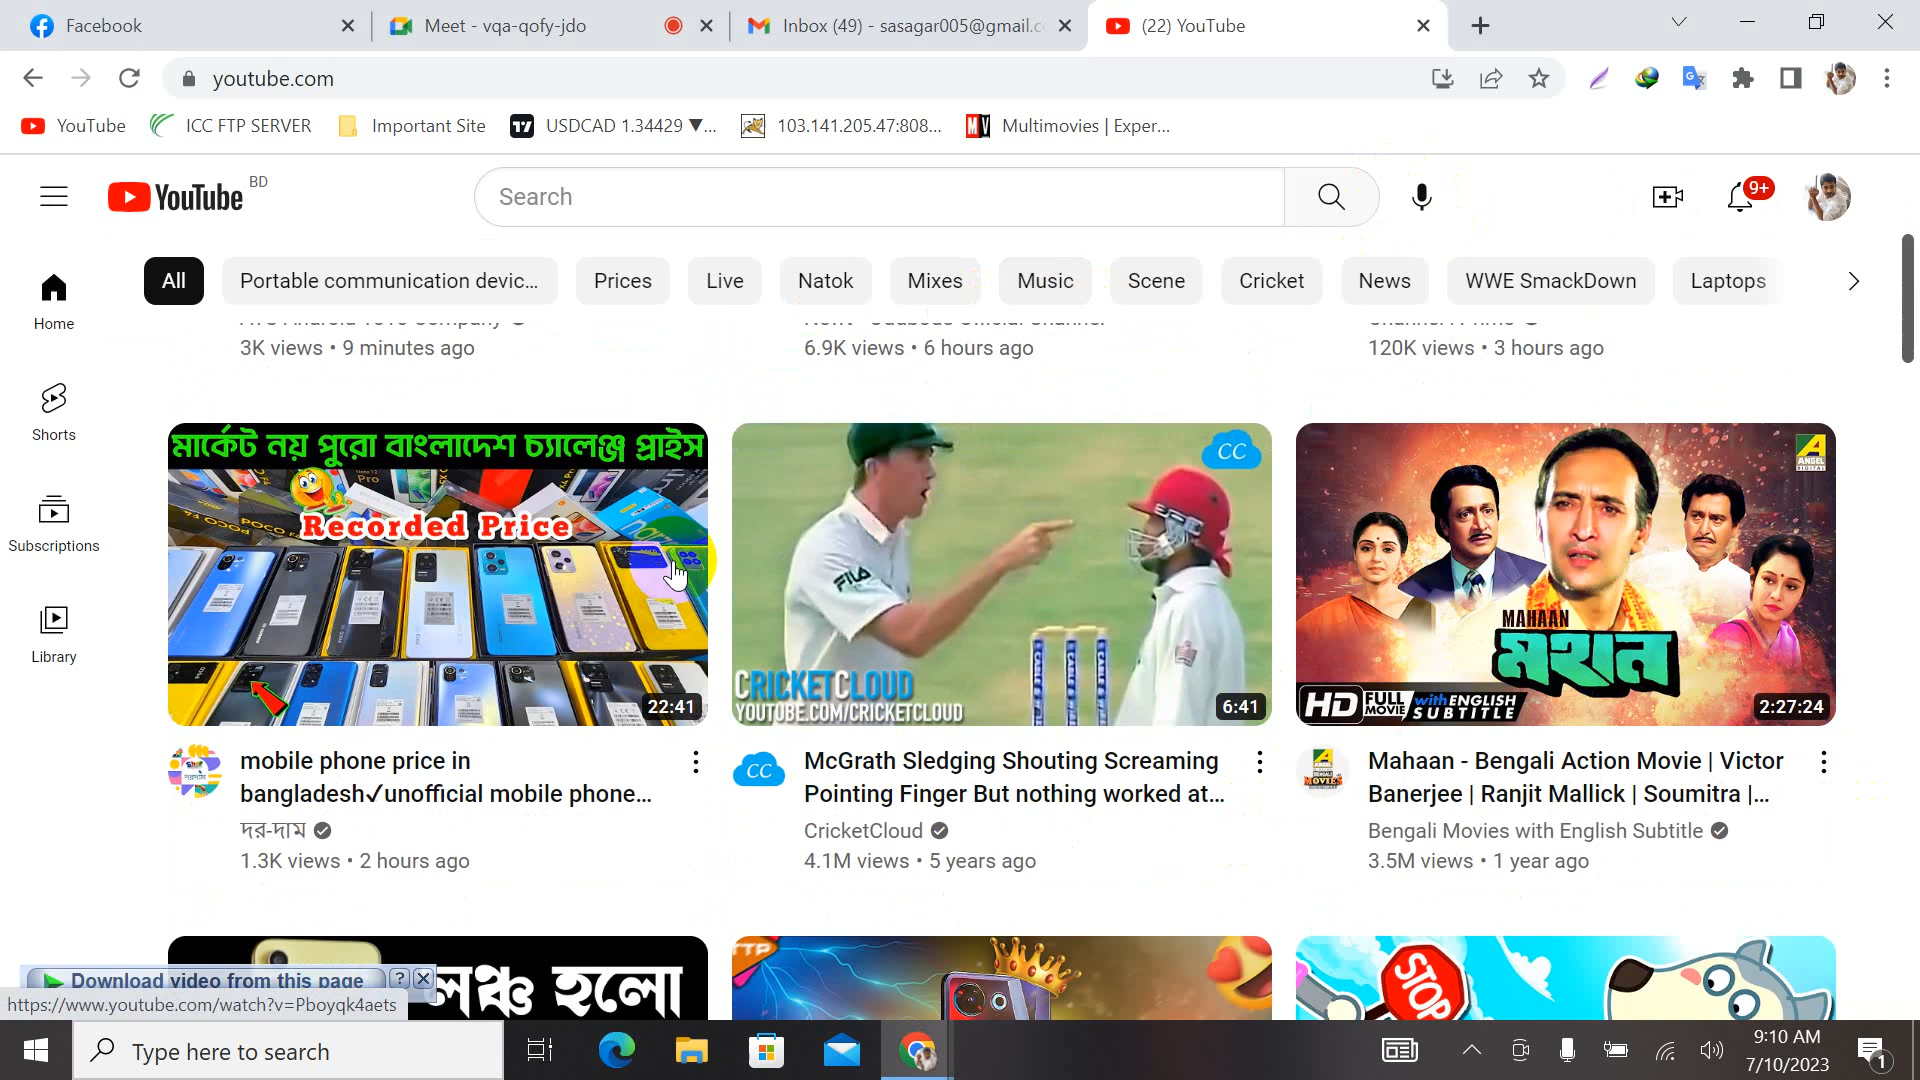 Facebook
Meet - vqa-qofy-jdo
Inbox (49) - sasagar005@gmail.c
(22) YouTube
youtube.com
YouTube
ICC FTP SERVER
Important Site
USDCAD 1.34429 ▼...
103.141.205.47:808...
Multimovies | Exper...
YouTube BD
Search
9+
All
Portable communication devic...
Prices
Live
Natok
Mixes
Music
Scene
Cricket
News
WWE SmackDown
Laptops
Home
Shorts
Subscriptions
Library
3K views • 9 minutes ago
6.9K views • 6 hours ago
120K views • 3 hours ago
মার্কেট নয় পুরো বাংলাদেশ চ্যালেঞ্জ প্রাইস
Recorded Price
22:41
CC
FILA
CRICKETCLOUD
YOUTUBE.COM/CRICKETCLOUD
6:41
ANGEL
DIGITAL
MAHAAN
মহান
HD FULL MOVIE with ENGLISH SUBTITLE
2:27:24
mobile phone price in
bangladesh✓unofficial mobile phone...
দর-দাম
1.3K views • 2 hours ago
CC
McGrath Sledging Shouting Screaming
Pointing Finger But nothing worked at...
CricketCloud
4.1M views • 5 years ago
Mahaan - Bengali Action Movie | Victor
Banerjee | Ranjit Mallick | Soumitra |...
Bengali Movies with English Subtitle
3.5M views • 1 year ago
লঞ্চ হলো
STOP
Download video from this page
?
https://www.youtube.com/watch?v=Pboyqk4aets
Type here to search
9:10 AM
7/10/2023
1